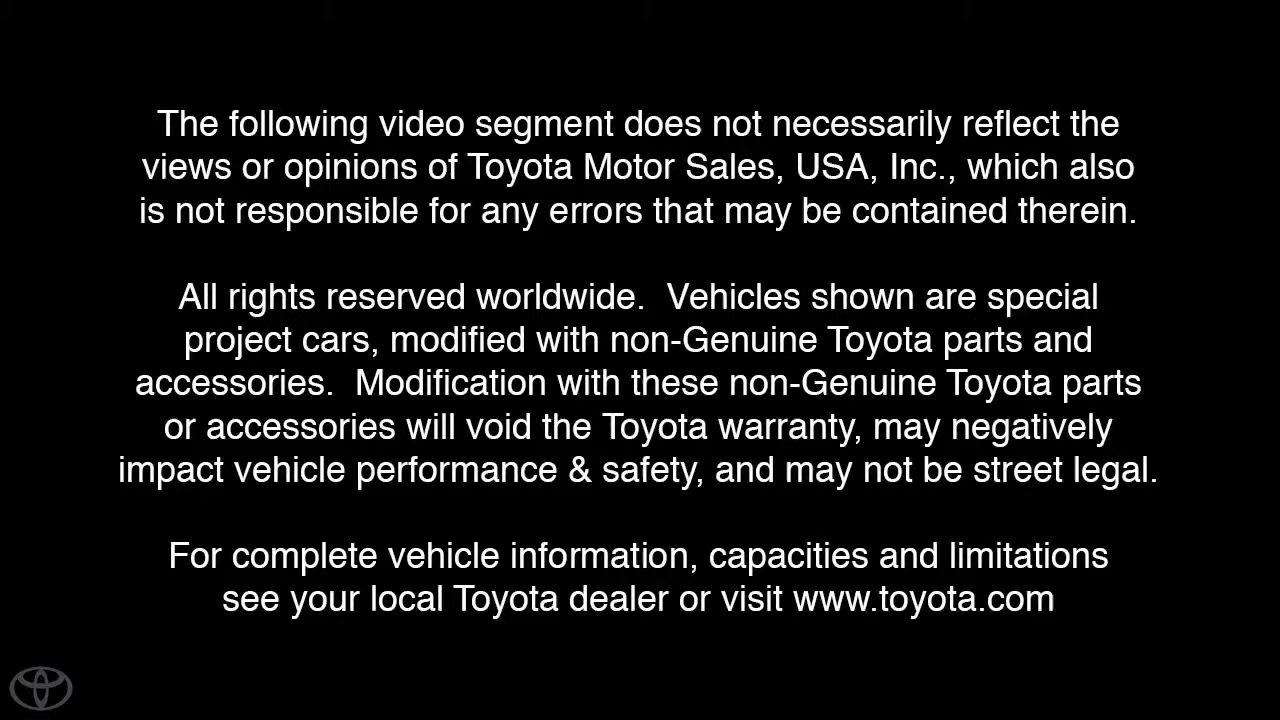 The following video segment does not necessarily reflect the
views or opinions of Toyota Motor Sales, USA, Inc., which also
is not responsible for any errors that may be contained therein.
All rights reserved worldwide.  Vehicles shown are special
project cars, modified with non-Genuine Toyota parts and
accessories.  Modification with these non-Genuine Toyota parts
or accessories will void the Toyota warranty, may negatively
impact vehicle performance & safety, and may not be street legal.
For complete vehicle information, capacities and limitations
see your local Toyota dealer or visit www.toyota.com